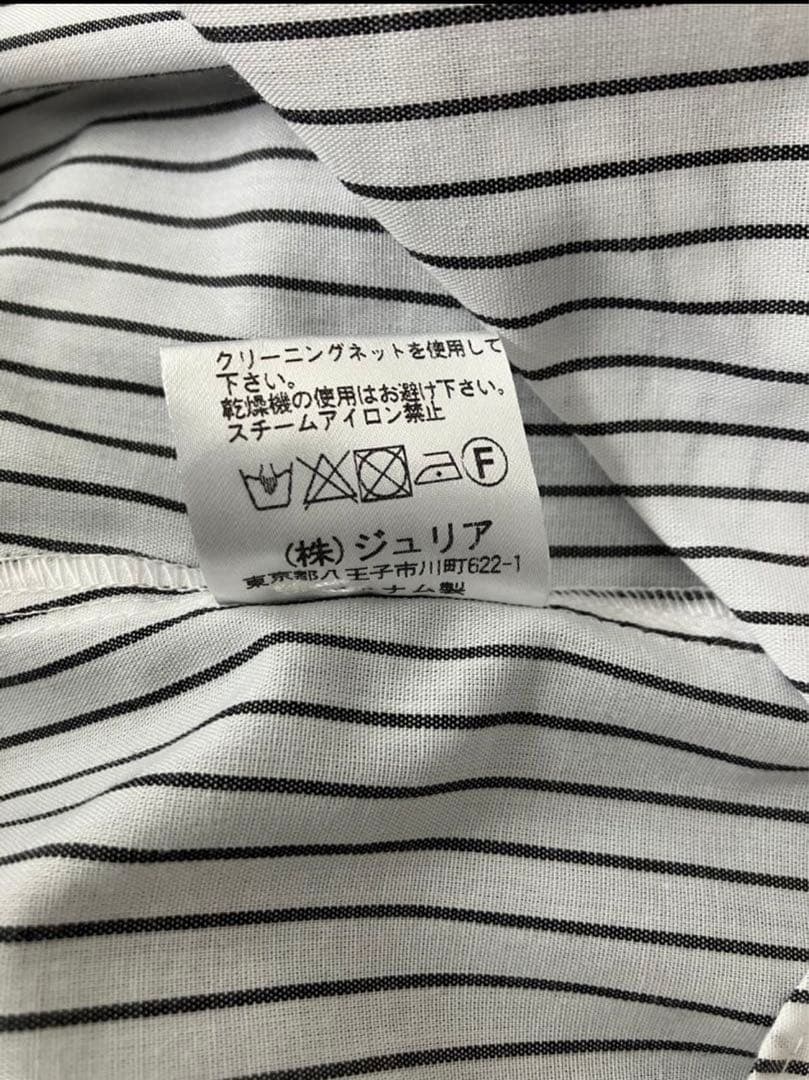 クリーニングネットを使用して
下さい。
乾燥機の使用はお避け下さい。
スチームアイロン禁止
F
(株)ジュリア
東京都八王子市川町622-1